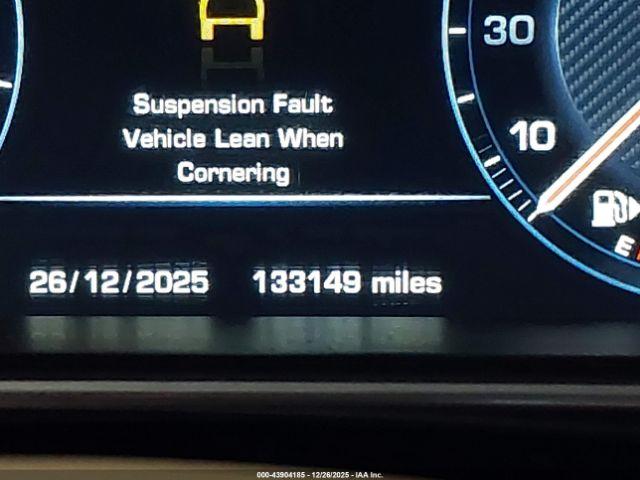 30
Suspension Fault
Vehicle Lean When
Cornering
10
E
26/12/2025 133149 miles
000-43904185 - 12/26/2025 - IAA Inc.